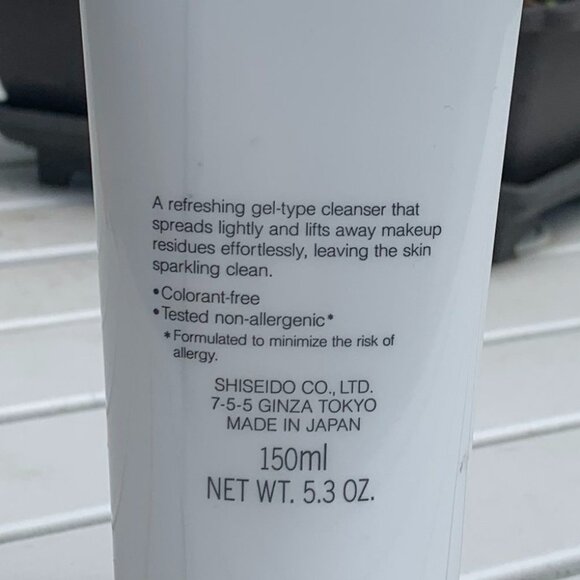 A refreshing gel-type cleanser that
spreads lightly and lifts away makeup
residues effortlessly, leaving the skin
sparkling clean.
•Colorant-free
•Tested non-allergenic*
*Formulated to minimize the risk of
allergy.
SHISEIDO CO., LTD.
7-5-5 GINZA TOKYO
MADE IN JAPAN
150ml
NET WT. 5.3 OZ.